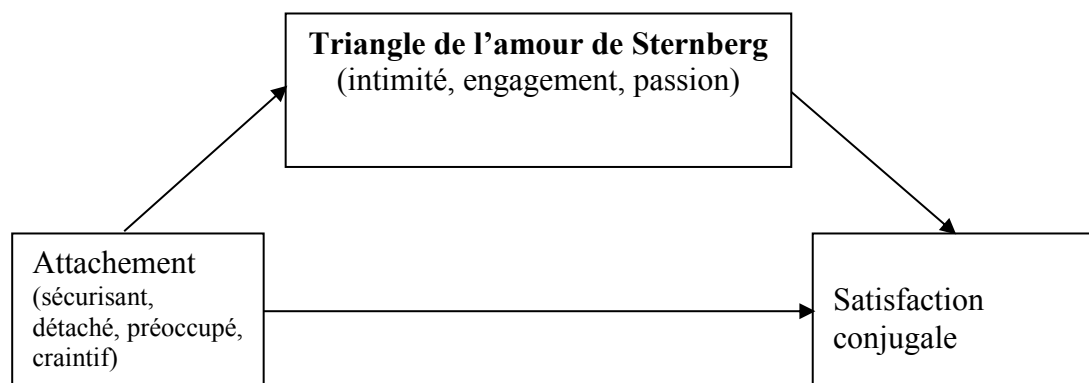 Triangle de l’amour de Sternberg
(intimité, engagement, passion)
Attachement
(sécurisant,
détaché, préoccupé,
craintif)
Satisfaction
conjugale